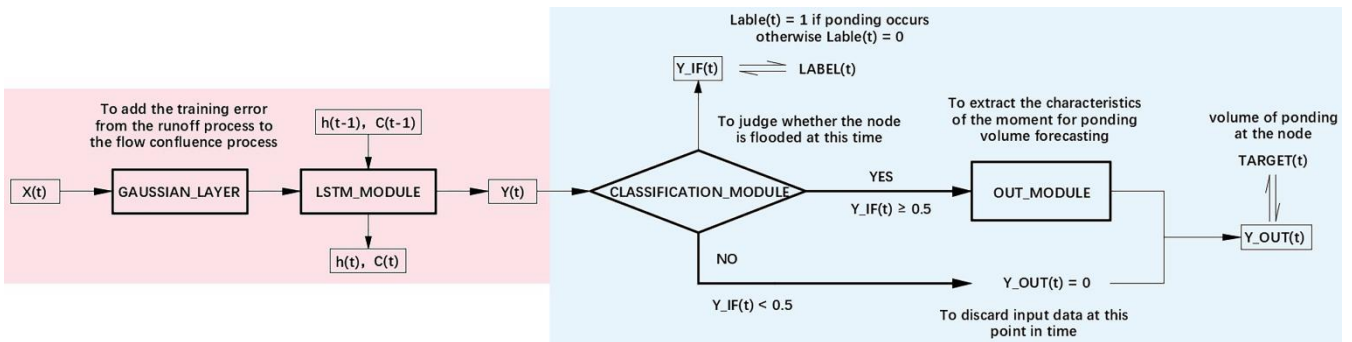 Lable(t) = 1 if ponding occurs
otherwise Lable(t) = 0
Y_IF(t)
LABEL(t)
To add the training error
from the runoff process to
the flow confluence process
h(t-1), C(t-1)
To judge whether the node
is flooded at this time
To extract the characteristics
of the moment for ponding
volume forecasting
volume of ponding
at the node
TARGET(t)
X(t)
GAUSSIAN_LAYER
LSTM_MODULE
Y(t)
CLASSIFICATION_MODULE
YES
Y_IF(t) ≥ 0.5
OUT_MODULE
Y_OUT(t)
h(t), C(t)
NO
Y_IF(t) < 0.5
Y_OUT(t) = 0
To discard input data at this
point in time